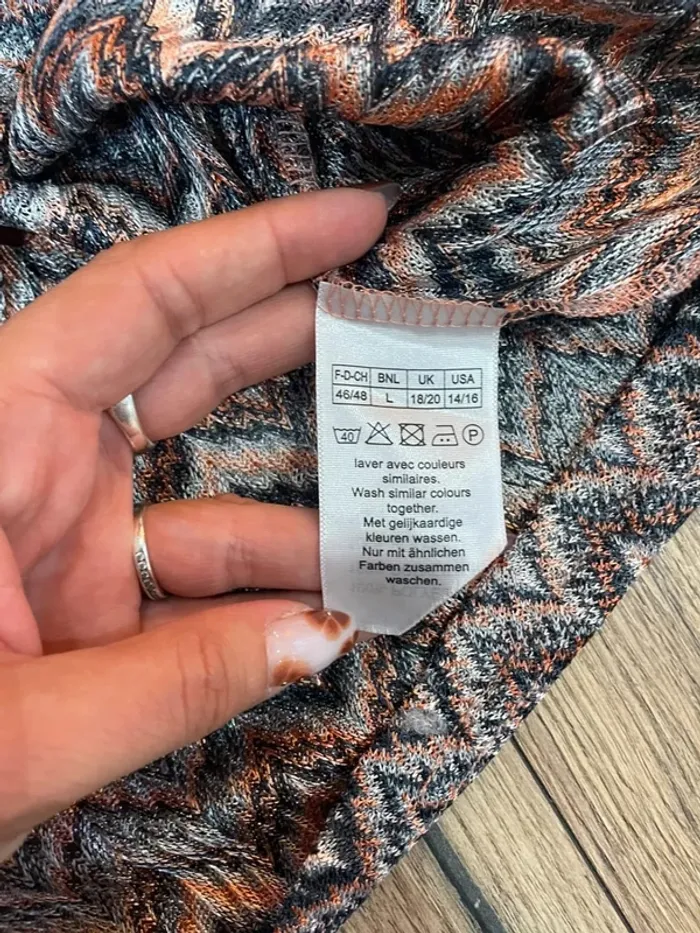 F-D-CH BNL UK USA
46/48 L 18/20 14/16
40 P
laver avec couleurs
similaires.
Wash similar colours
together.
Met gelijkaardige
kleuren wassen.
Nur mit ähnlichen
Farben zusammen
waschen.